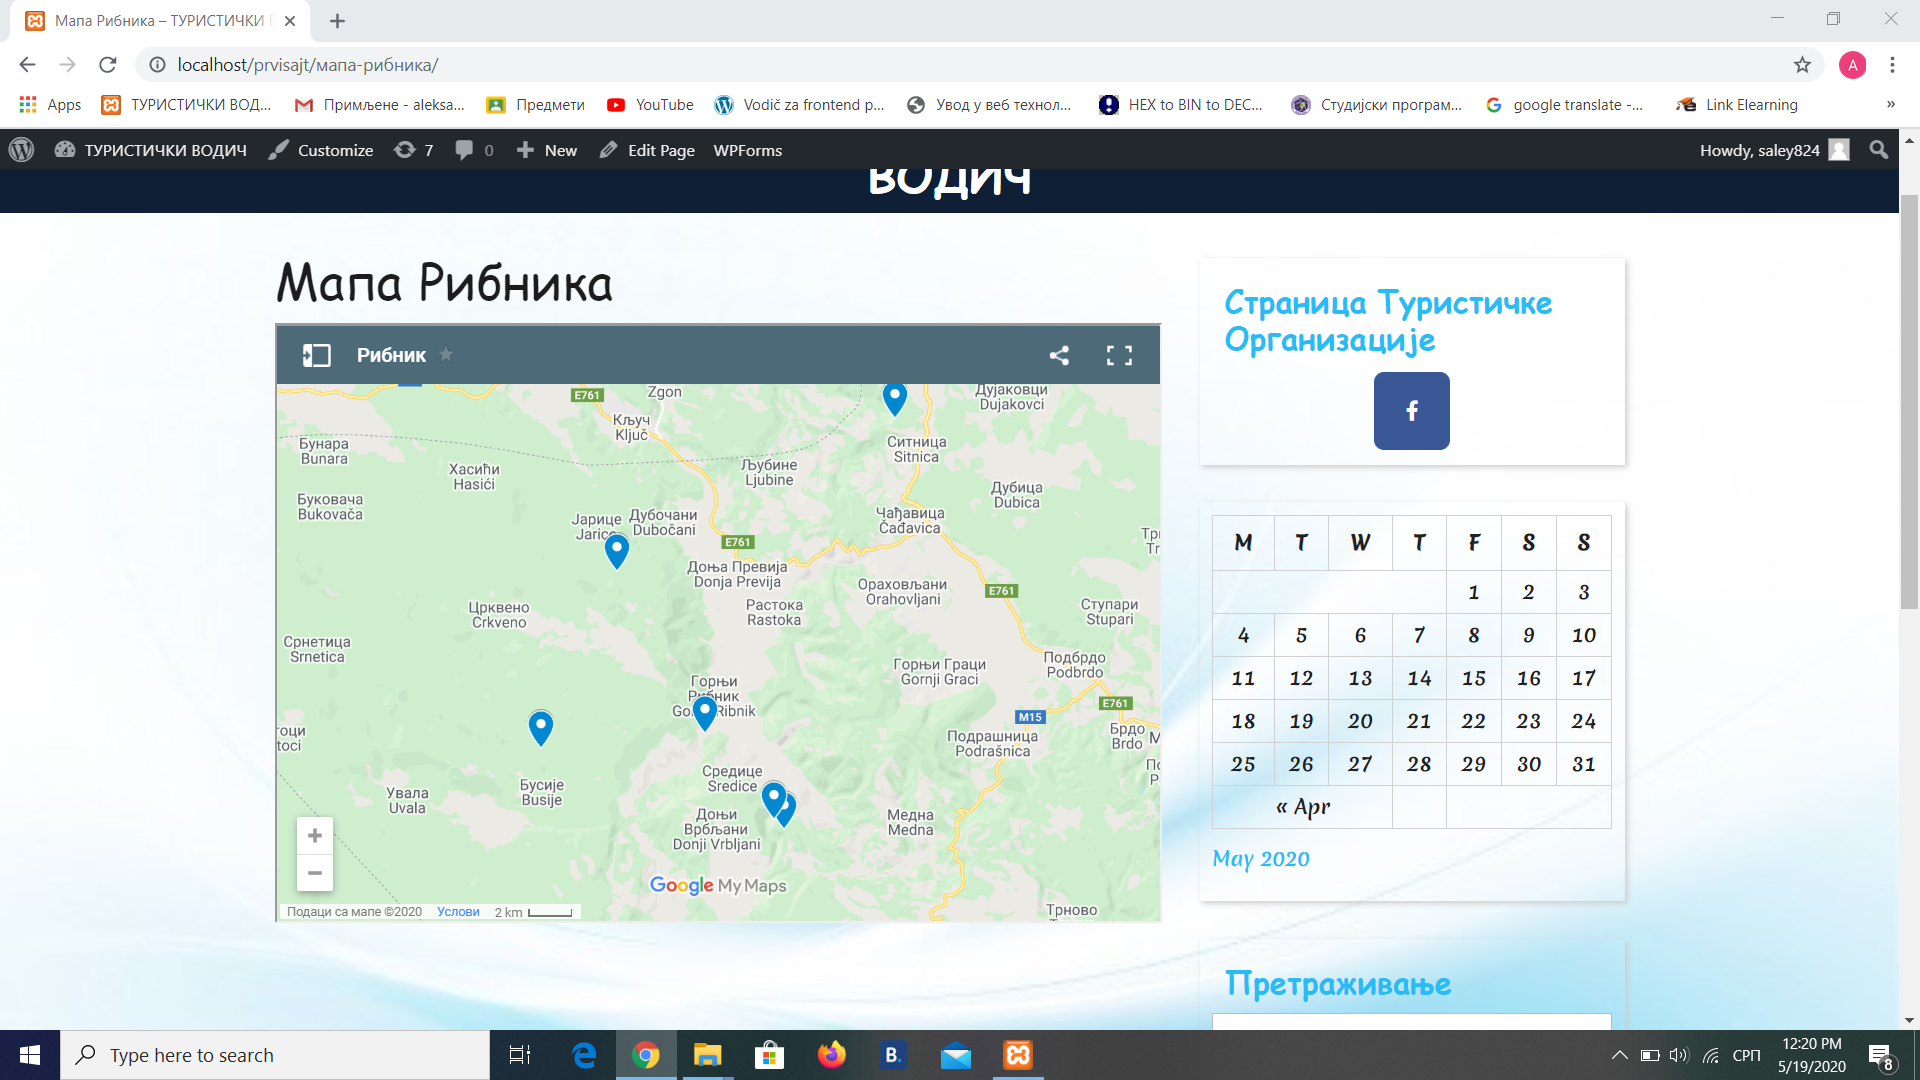 Мапа Рибника – ТУРИСТИЧКИ
localhost/prvisajt/мапа-рибника/
A
Apps
ТУРИСТИЧКИ ВОД...
Примљене - aleksa...
Предмети
YouTube
Vodič za frontend p...
Увод у веб технол...
HEX to BIN to DEC...
Студијски програм...
google translate -...
Link Elearning
»
ТУРИСТИЧКИ ВОДИЧ
Customize
7
0
New
Edit Page
WPForms
Howdy, saley824
ВОДИЧ
Мапа Рибника
Рибник
E761
Zgon
Кључ
Ključ
Дујаковци
Dujakovci
Бунара
Bunara
Ситница
Sitnica
Хасићи
Hasići
Љубине
Ljubine
Буковача
Bukovača
Дубица
Dubica
Јарице
Jarice
Дубочани
Dubočani
Чађавица
Čađavica
E761
Доња Превија
Donja Previja
Ораховљани
Orahovljani
E761
Црквено
Crkveno
Растока
Rastoka
Ступари
Stupari
Срнетица
Srnetica
Горњи Граци
Gornji Graci
Подбрдо
Podbrdo
Горњи
Рибник
E761
M15
Подрашница
Podrašnica
Брдо
Brdo
Средице
Sredice
Бусије
Busije
Увала
Uvala
Доњи
Врбљани
Donji Vrbljani
Медна
Medna
Трново
Google My Maps
Подаци са мапе ©2020
Услови
2 km
Страница Туристичке
Организације
M T W T F S S
1 2 3
4 5 6 7 8 9 10
11 12 13 14 15 16 17
18 19 20 21 22 23 24
25 26 27 28 29 30 31
« Apr
May 2020
Претраживање
Type here to search
B.
СРП
12:20 PM
5/19/2020
8